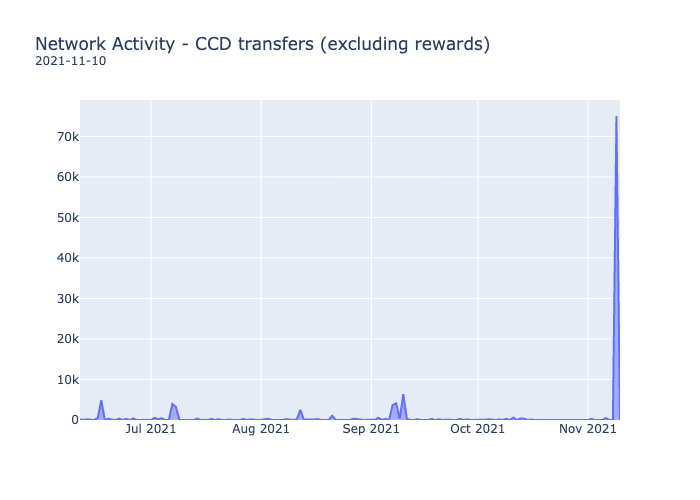 Network Activity - CCD transfers (excluding rewards)
2021-11-10
70k
60k
50k
40k
30k
20k
10k
0
Jul 2021 Aug 2021 Sep 2021 Oct 2021 Nov 2021